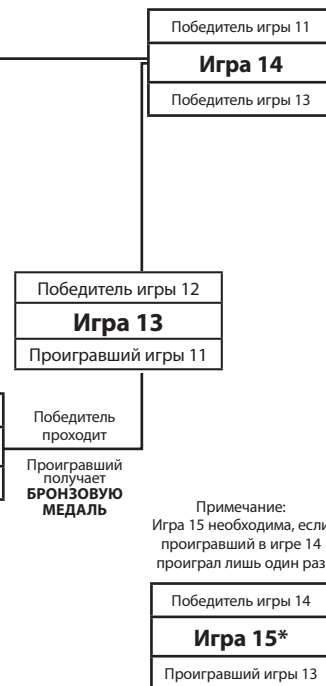 Победитель игры 11
Игра 14
Победитель игры 13
Победитель игры 12
Игра 13
Проигравший игры 11
Победитель
проходит
Проигравший
получает
БРОНЗОВУЮ
МЕДАЛЬ
Примечание:
Игра 15 необходима, если
проигравший в игре 14
проиграл лишь один раз
Победитель игры 14
Игра 15*
Проигравший игры 13